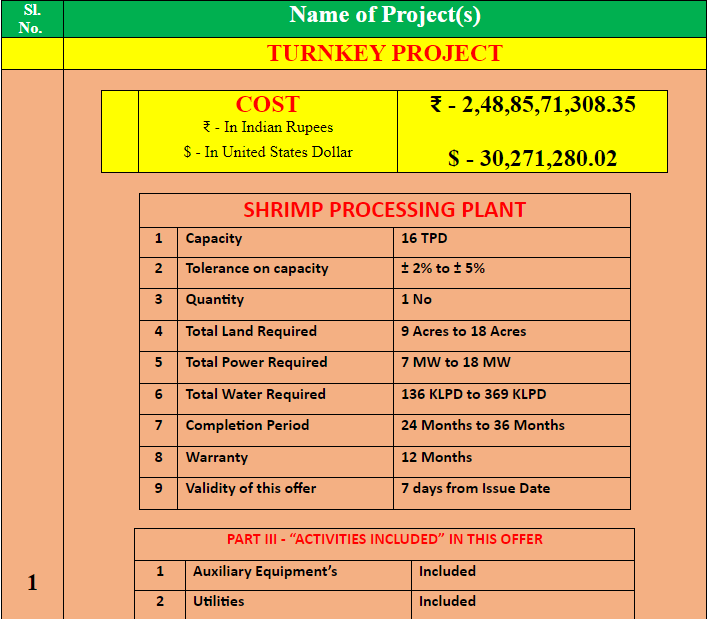 Sl. No.
Name of Project(s)
TURNKEY PROJECT
COST
₹ - In Indian Rupees
$ - In United States Dollar
₹ - 2,48,85,71,308.35
$ - 30,271,280.02
SHRIMP PROCESSING PLANT
1 Capacity 16 TPD
2 Tolerance on capacity ± 2% to ± 5%
3 Quantity 1 No
4 Total Land Required 9 Acres to 18 Acres
5 Total Power Required 7 MW to 18 MW
6 Total Water Required 136 KLPD to 369 KLPD
7 Completion Period 24 Months to 36 Months
8 Warranty 12 Months
9 Validity of this offer 7 days from Issue Date
PART III - “ACTIVITIES INCLUDED” IN THIS OFFER
1 Auxiliary Equipment’s Included
1
2 Utilities Included